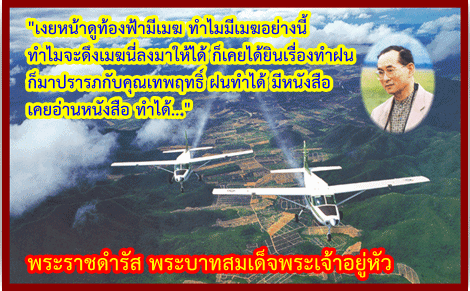 "เงยหน้าดูท้องฟ้ามีเมฆ ทำไมมีเมฆอย่างนี้
ทำไมจะดึงเมฆนี่ลงมาให้ได้ ก็เคยได้ยินเรื่องทำฝน
ก็มาปรารภกับคุณเทพฤทธิ์ ฝนทำได้ มีหนังสือ
เคยอ่านหนังสือ ทำได้..."
พระราชดำรัส พระบาทสมเด็จพระเจ้าอยู่หัว